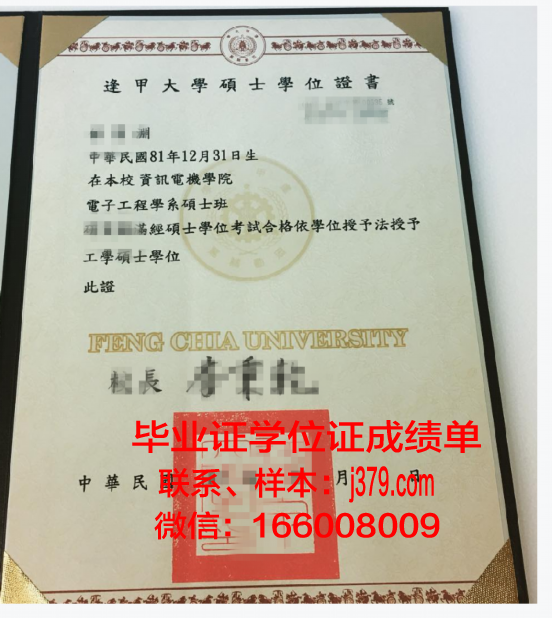 逢甲大學碩士學位證書
號
中華民國81年12月31日生
在本校資訊電機學院
電子工程學系碩士班
經碩士學位考試合格依學位授予法授予
工學碩士學位
此證
FENG CHIA UNIVERSITY
校長
毕业证学位证成绩单
中華民國 月 日
联系、样本：j379.com
微信：166008009